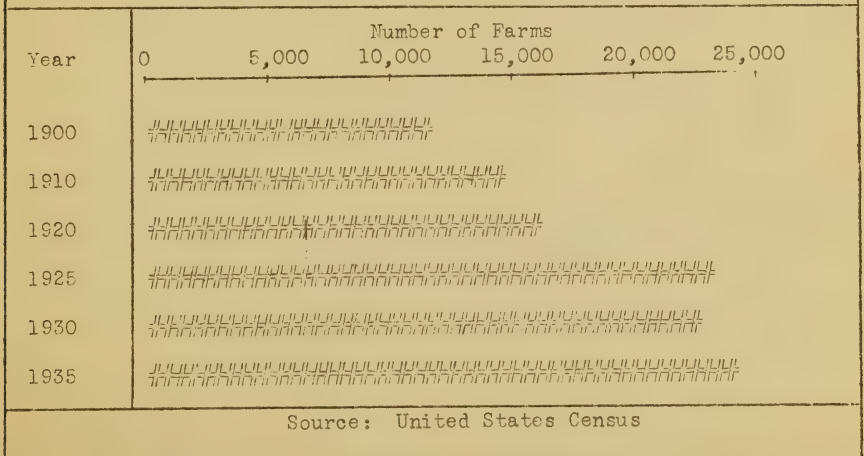 Number of Farms
Year 0 5,000 10,000 15,000 20,000 25,000
1900
1910
1920
1925
1930
1935
Source: United States Census